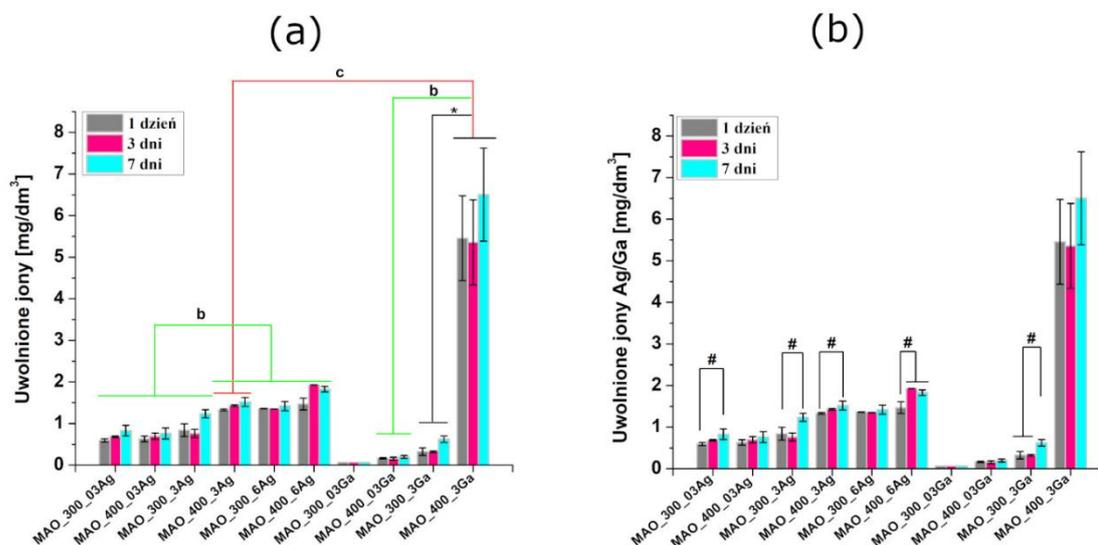 (a)
c
b
*
1 dzień
3 dni
7 dni
b
Uwolnione jony [mg/dm³]
8
7
6
5
4
3
2
1
0
MAO_300_03Ag
MAO_400_03Ag
MAO_300_3Ag
MAO_400_3Ag
MAO_300_6Ag
MAO_400_6Ag
MAO_300_03Ga
MAO_400_03Ga
MAO_300_3Ga
MAO_400_3Ga
(b)
1 dzień
3 dni
7 dni
#
#
#
#
#
Uwolnione jony Ag/Ga [mg/dm³]
8
7
6
5
4
3
2
1
0
MAO_300_03Ag
MAO_400_03Ag
MAO_300_3Ag
MAO_400_3Ag
MAO_300_6Ag
MAO_400_6Ag
MAO_300_03Ga
MAO_400_03Ga
MAO_300_3Ga
MAO_400_3Ga